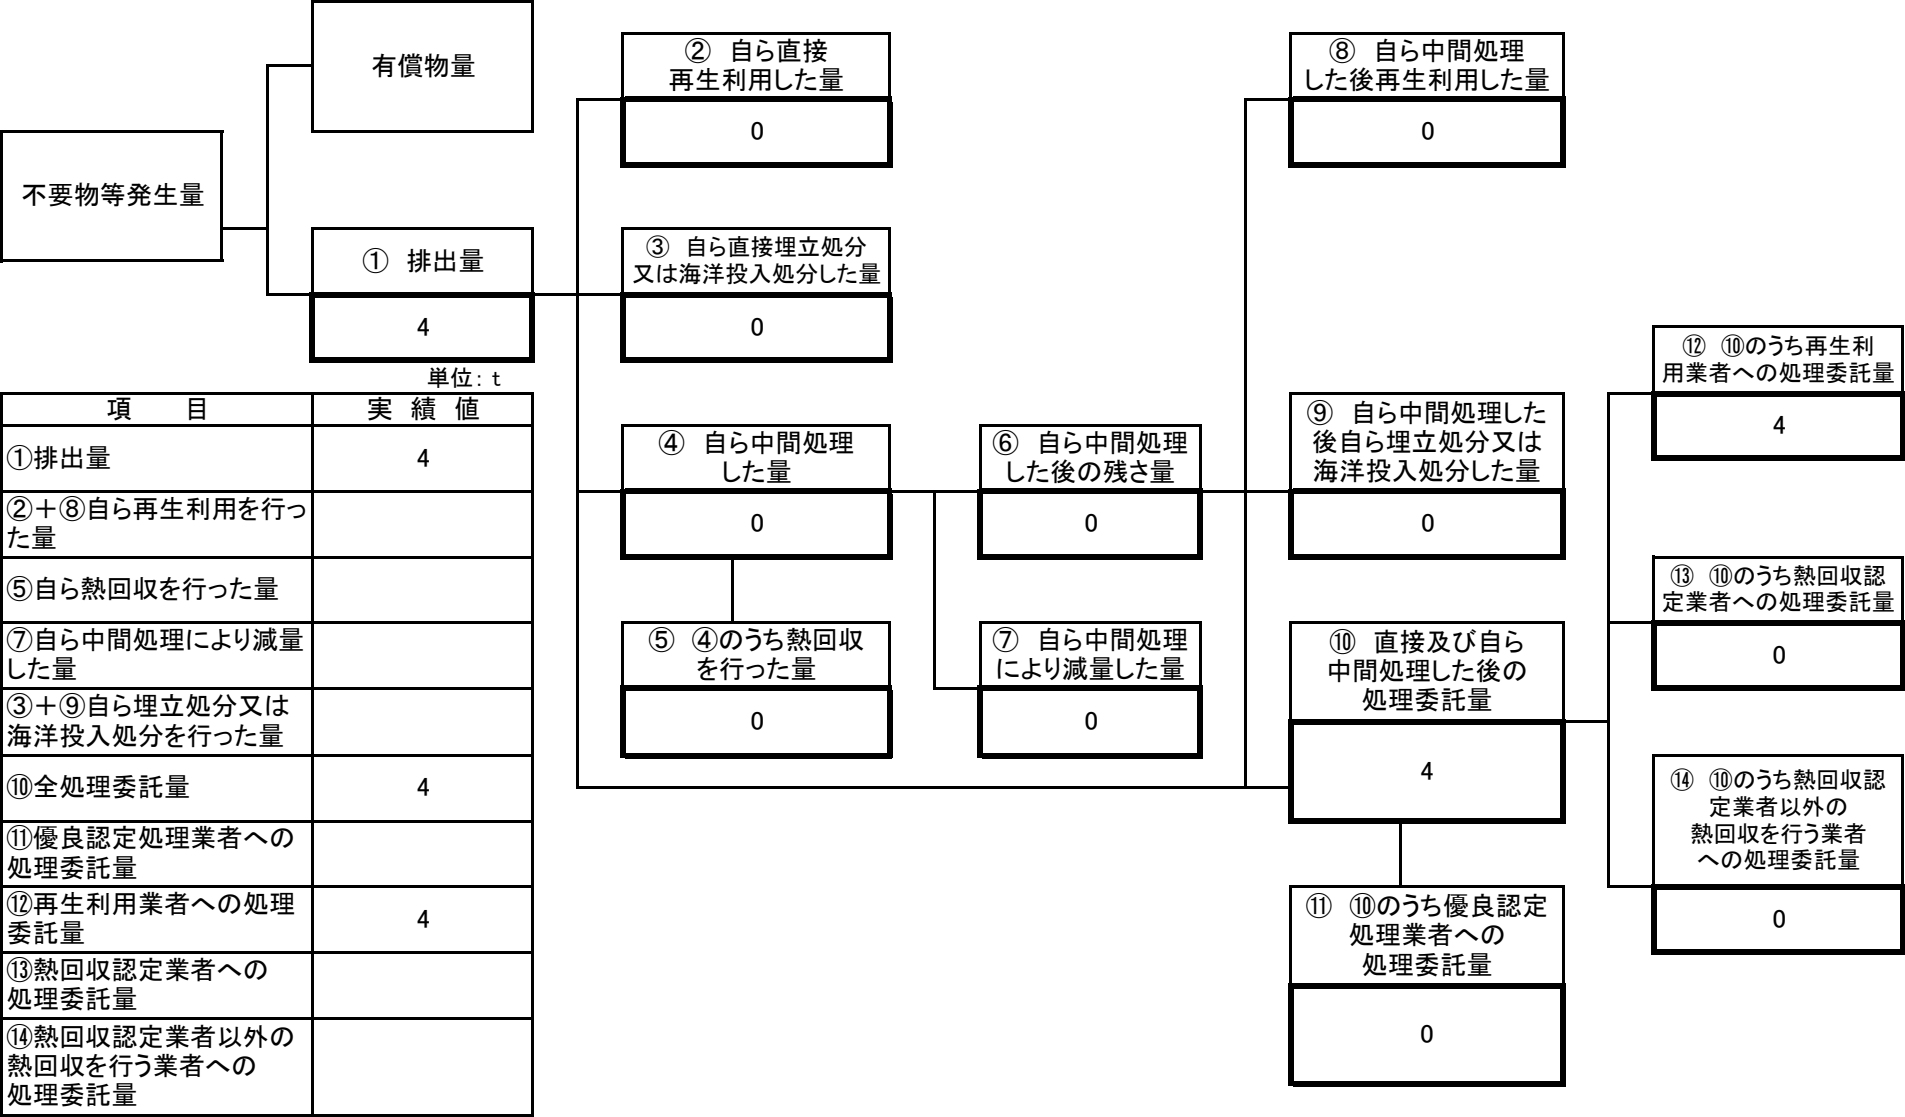 有償物量
不要物等発生量
① 排出量
4
② 自ら直接
再生利用した量
0
③ 自ら直接埋立処分
又は海洋投入処分した量
0
④ 自ら中間処理
した量
0
⑤ ④のうち熱回収
を行った量
0
⑥ 自ら中間処理
した後の残さ量
0
⑦ 自ら中間処理
により減量した量
0
⑧ 自ら中間処理
した後再生利用した量
0
⑨ 自ら中間処理した
後自ら埋立処分又は
海洋投入処分した量
0
⑩ 直接及び自ら
中間処理した後の
処理委託量
4
⑪ ⑩のうち優良認定
処理業者への
処理委託量
0
⑫ ⑩のうち再生利
用業者への処理委託量
4
⑬ ⑩のうち熱回収認
定業者への処理委託量
0
⑭ ⑩のうち熱回収認
定業者以外の
熱回収を行う業者
への処理委託量
0
単位：ｔ
項 目 実 績 値
①排出量 4
②＋⑧自ら再生利用を行っ
た量
⑤自ら熱回収を行った量
⑦自ら中間処理により減量
した量
③＋⑨自ら埋立処分又は
海洋投入処分を行った量
⑩全処理委託量 4
⑪優良認定処理業者への
処理委託量
⑫再生利用業者への処理
委託量 4
⑬熱回収認定業者への
処理委託量
⑭熱回収認定業者以外の
熱回収を行う業者への
処理委託量